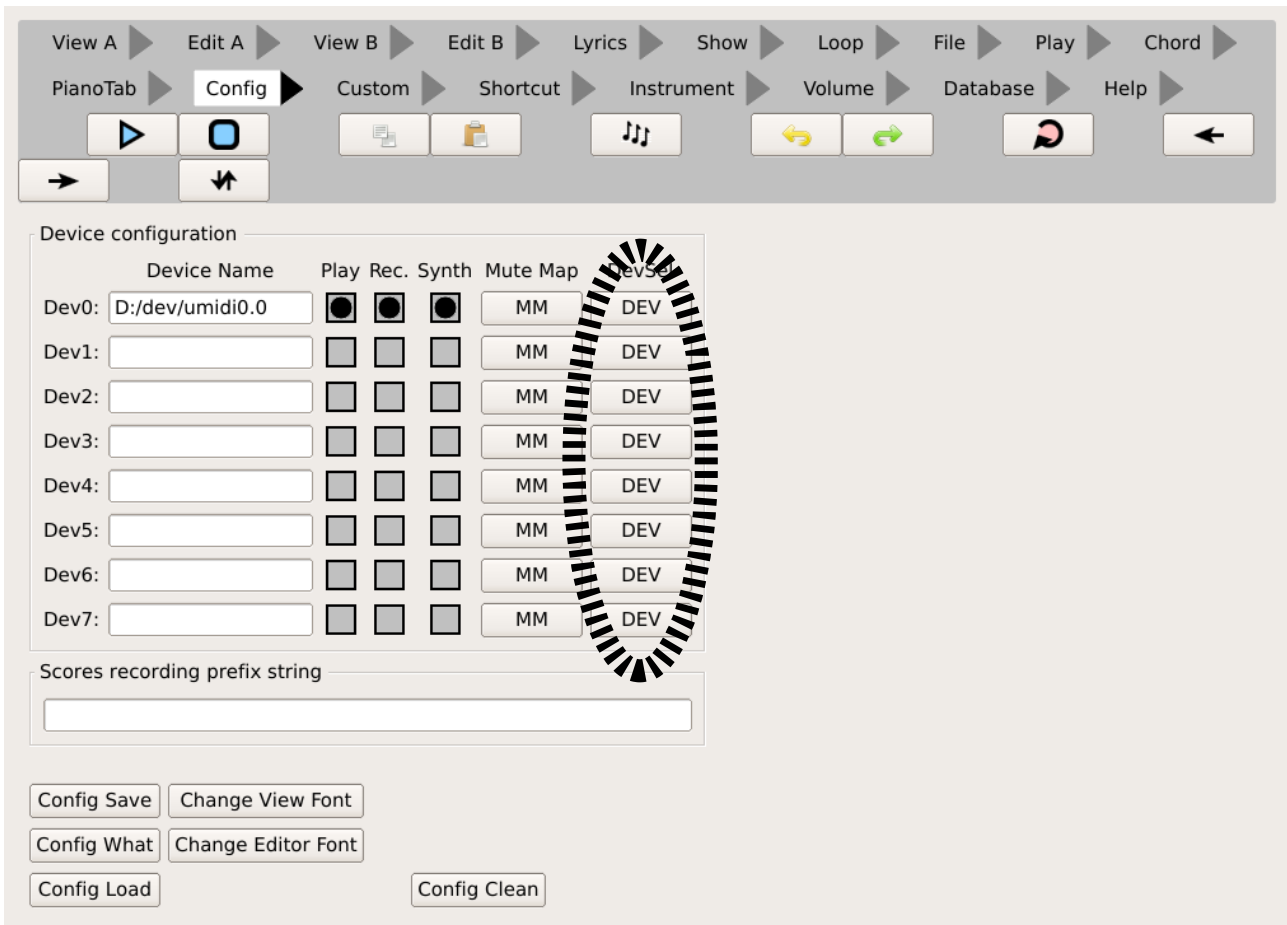 View A Edit A View B Edit B Lyrics Show Loop File Play Chord
PianoTab Config Custom Shortcut Instrument Volume Database Help
Device configuration
Device Name Play Rec. Synth Mute Map DevSel
Dev0: D:/dev/umidi0.0 MM DEV
Dev1: MM DEV
Dev2: MM DEV
Dev3: MM DEV
Dev4: MM DEV
Dev5: MM DEV
Dev6: MM DEV
Dev7: MM DEV
Scores recording prefix string
Config Save Change View Font
Config What Change Editor Font
Config Load Config Clean